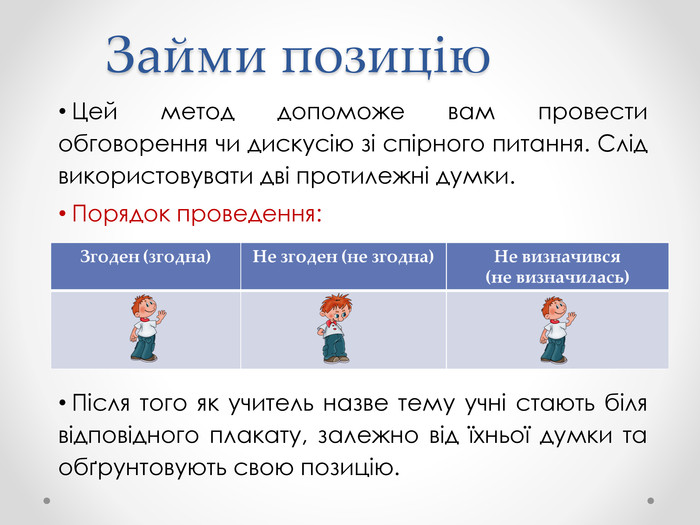 Займи позицію
• Цей метод допоможе вам провести
обговорення чи дискусію зі спірного питання. Слід
використовувати дві протилежні думки.
• Порядок проведення:
Згоден (згодна)
Не згоден (не згодна)
Не визначився
(не визначилась)
• Після того як учитель назве тему учні стають біля
відповідного плакату, залежно від їхньої думки та
обґрунтовують свою позицію.